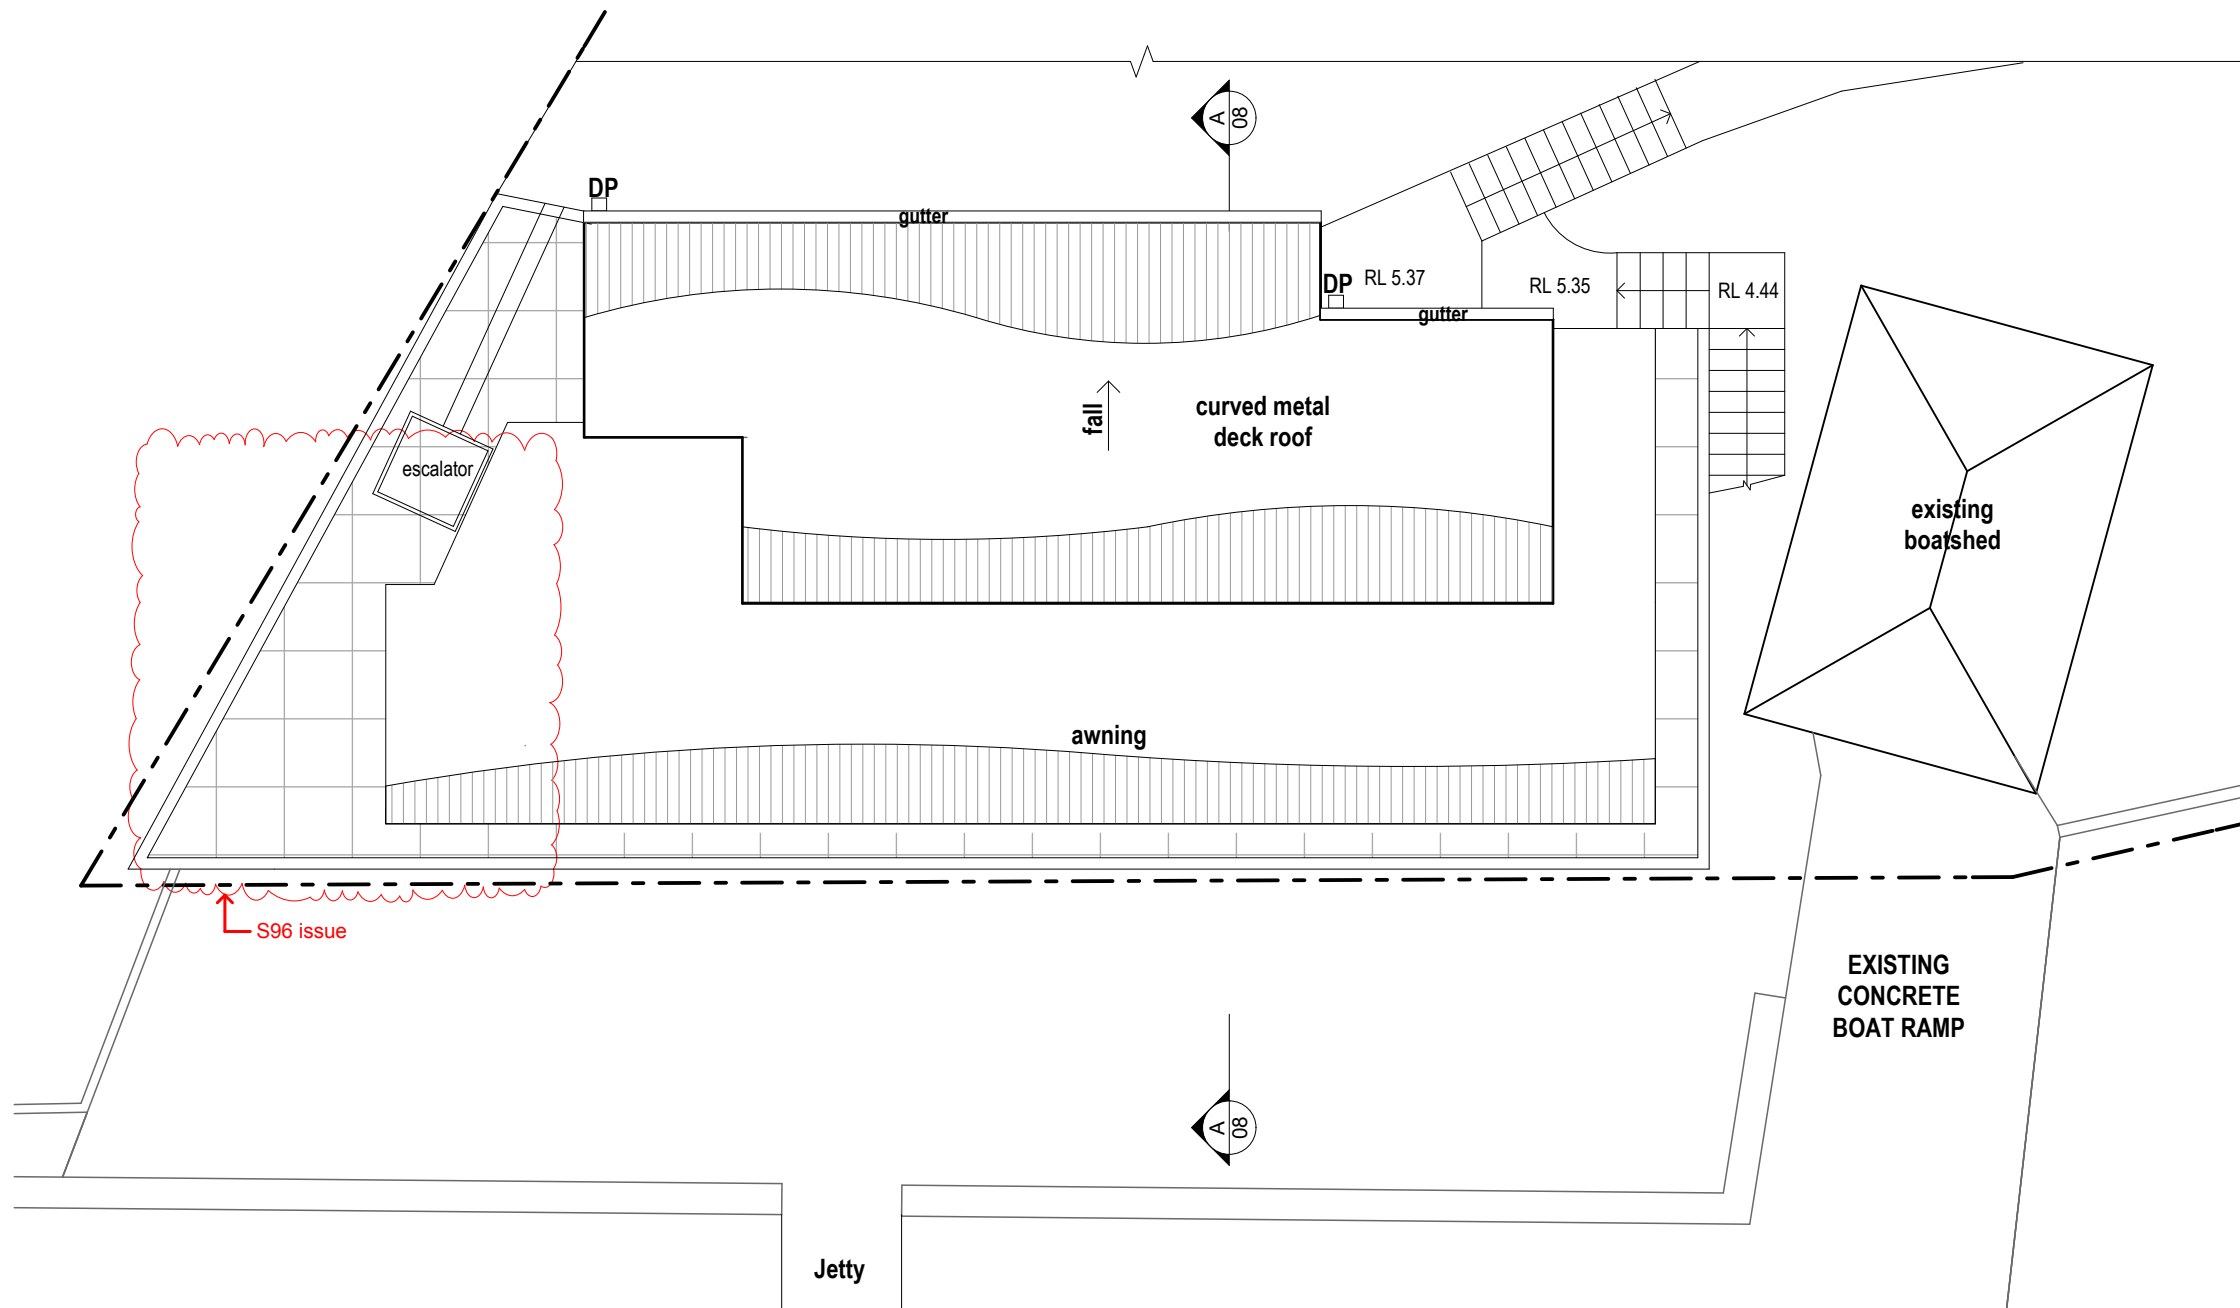 A
08
DP
gutter
DP
RL 5.37
RL 5.35
RL 4.44
gutter
fall
curved metal
deck roof
escalator
existing
boatshed
awning
S96 issue
EXISTING
CONCRETE
BOAT RAMP
A
08
Jetty